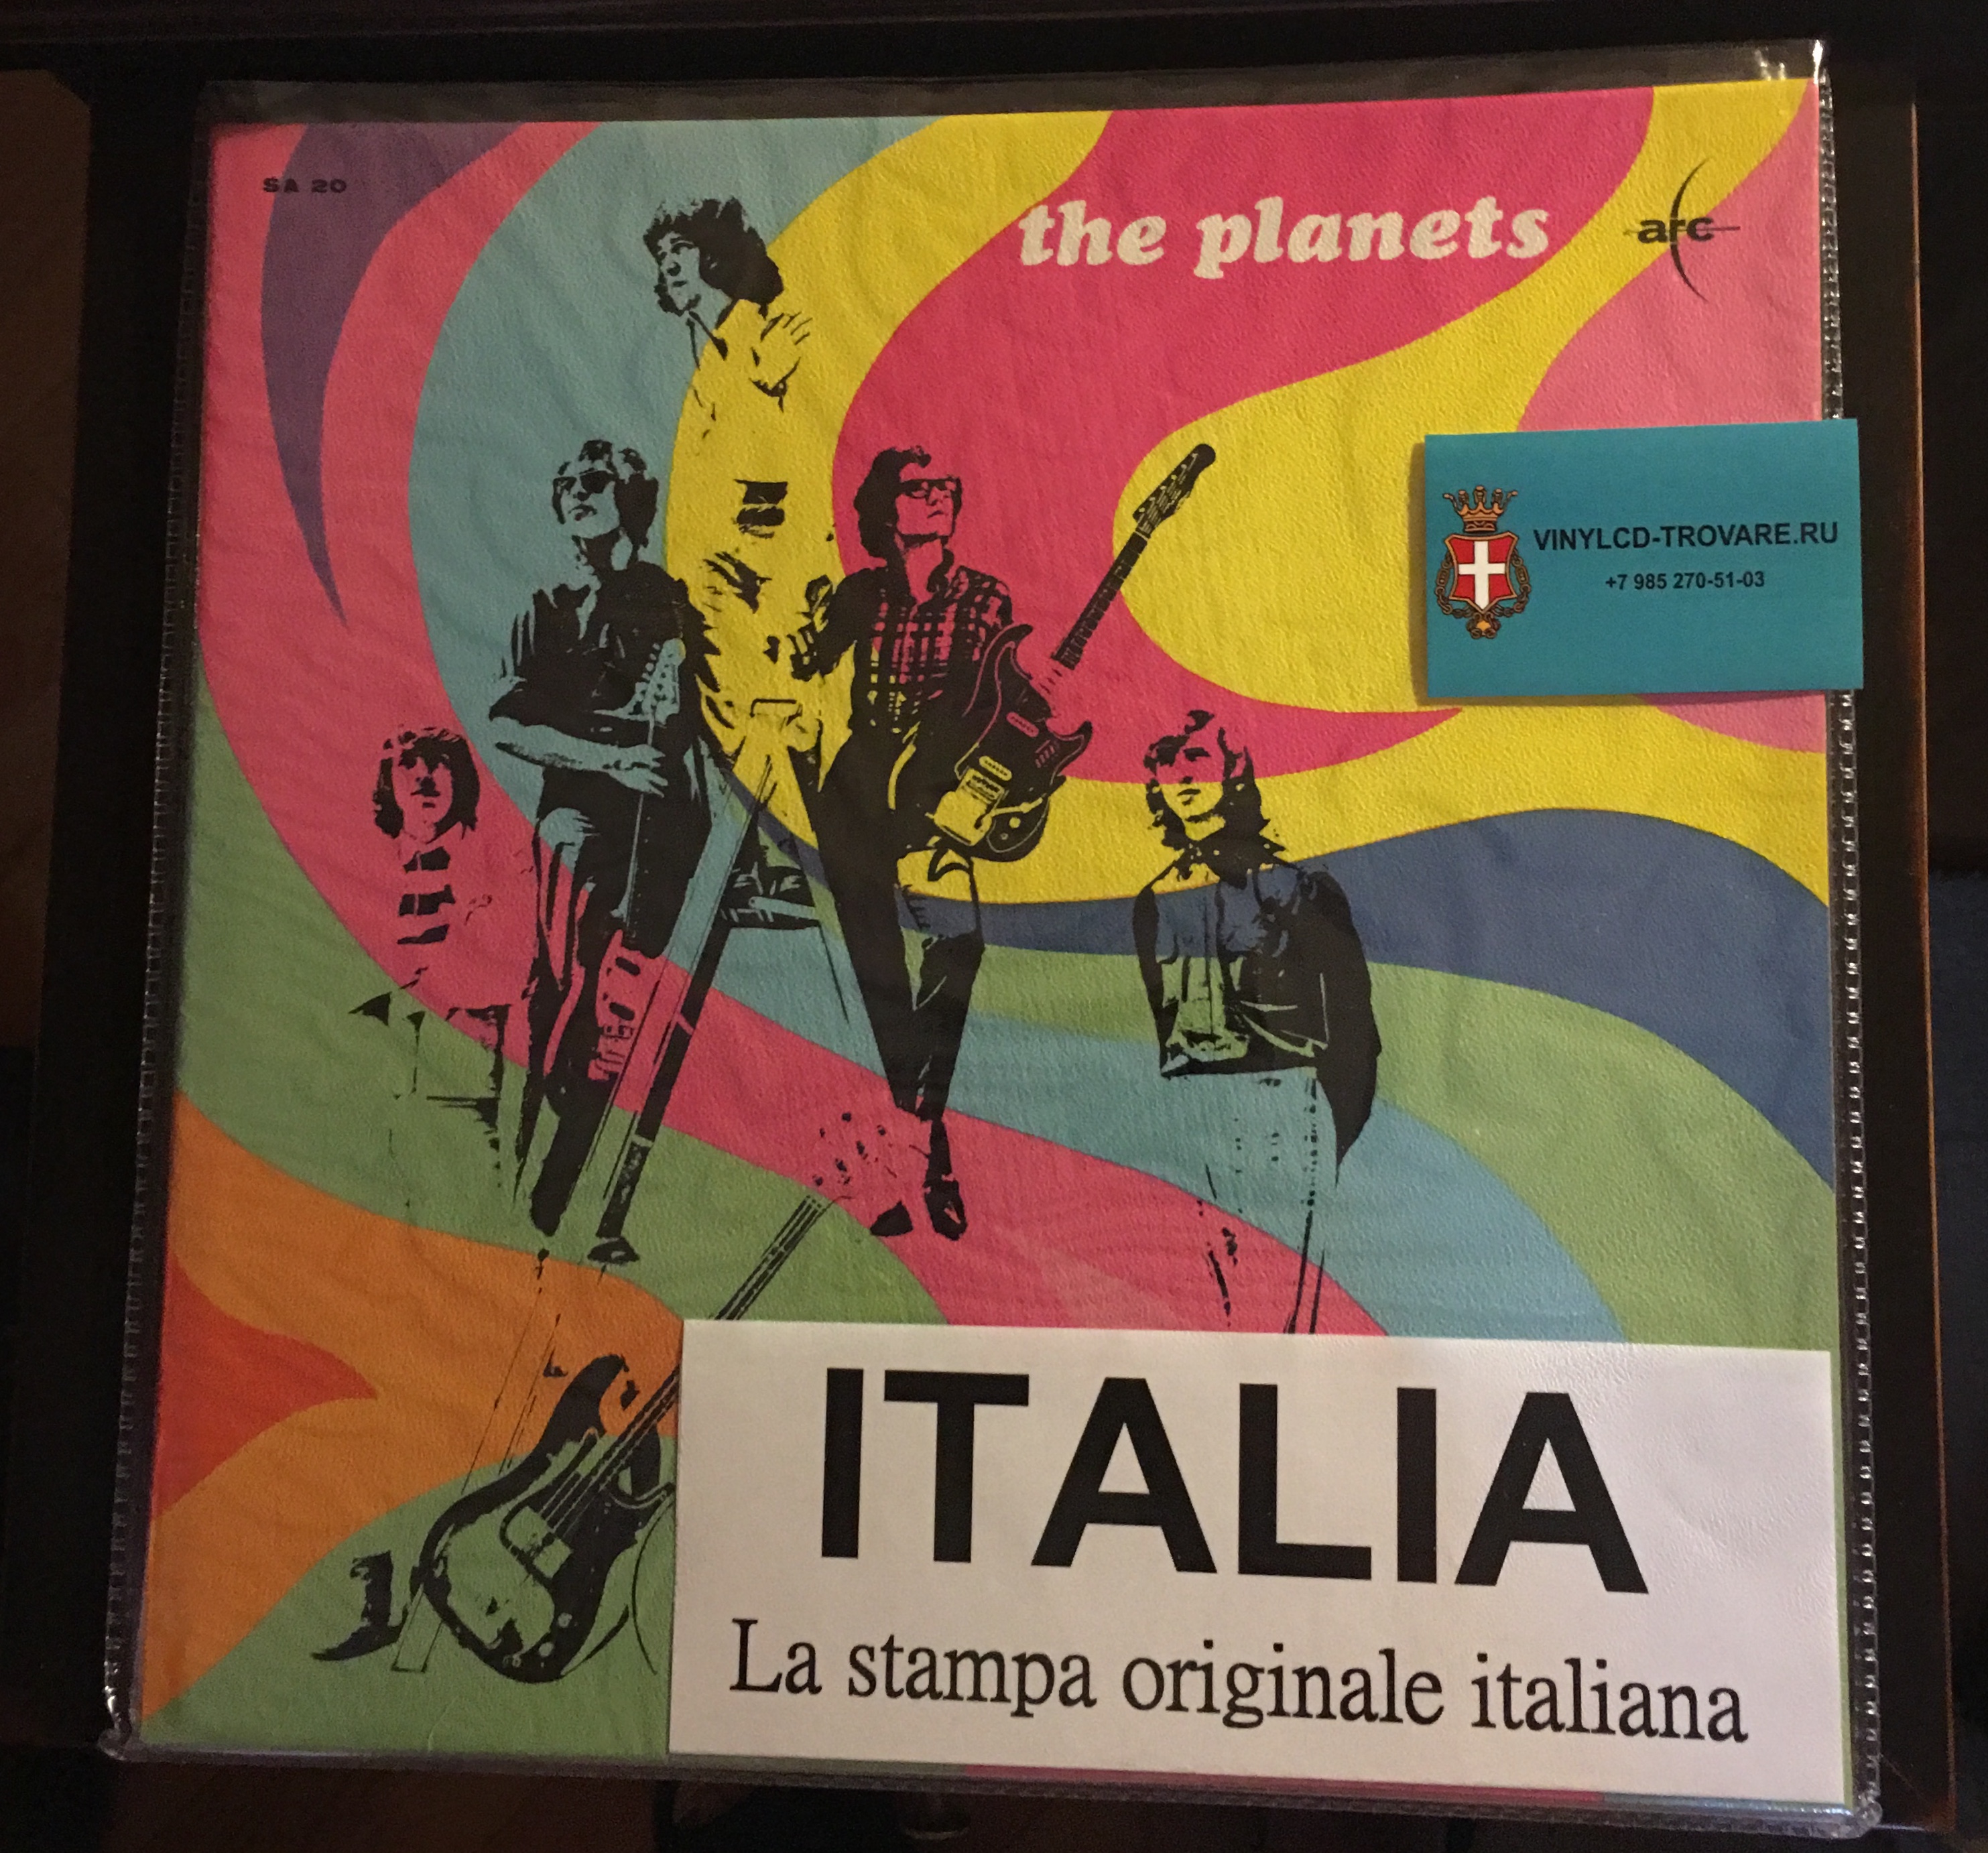 SA 20
the planets
arc
VINYLCD-TROVARE.RU
+7 985 270-51-03
ITALIA
La stampa originale italiana